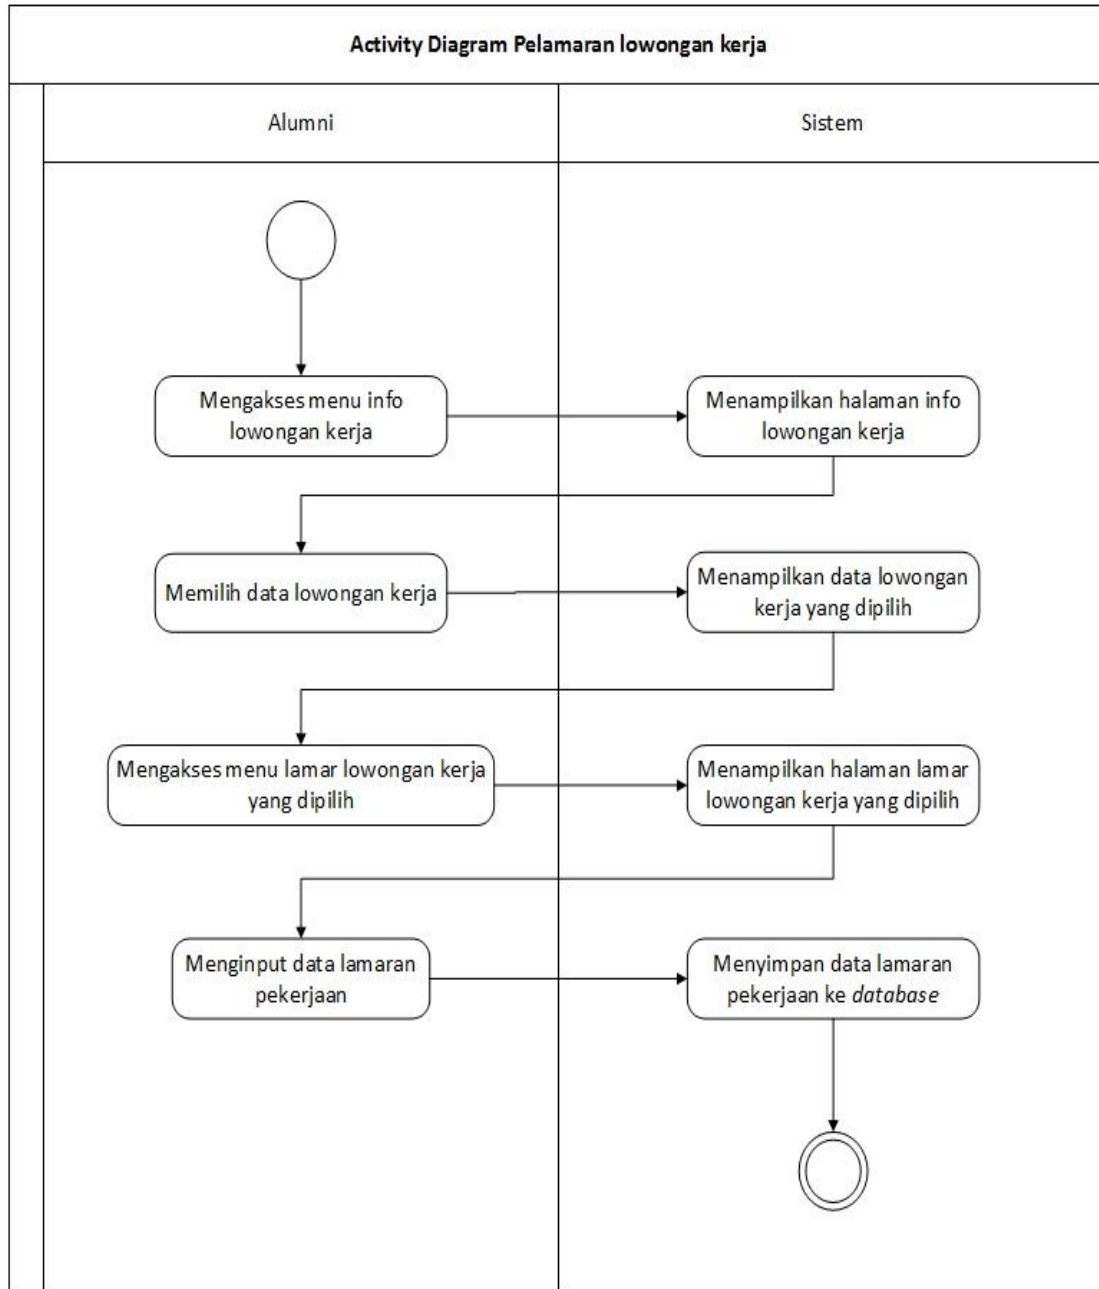 Activity Diagram Pelamaran lowongan kerja
Alumni
Sistem
Mengakses menu info
lowongan kerja
Menampilkan halaman info
lowongan kerja
Memilih data lowongan kerja
Menampilkan data lowongan
kerja yang dipilih
Mengakses menu lamar lowongan kerja
yang dipilih
Menampilkan halaman lamar
lowongan kerja yang dipilih
Menginput data lamaran
pekerjaan
Menyimpan data lamaran
pekerjaan ke database